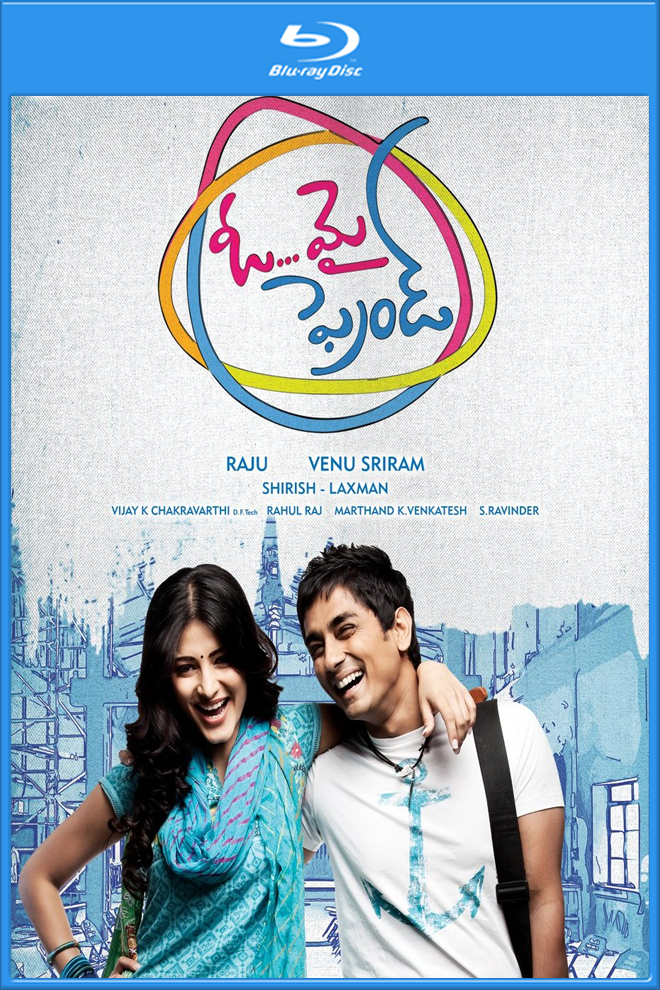 Blu-ray Disc
ఓ... మై
ఫ్రెండ్
RAJU VENU SRIRAM
SHIRISH - LAXMAN
VIJAY K CHAKRAVARTHI D.F.Tech RAHUL RAJ MARTHAND K.VENKATESH S.RAVINDER